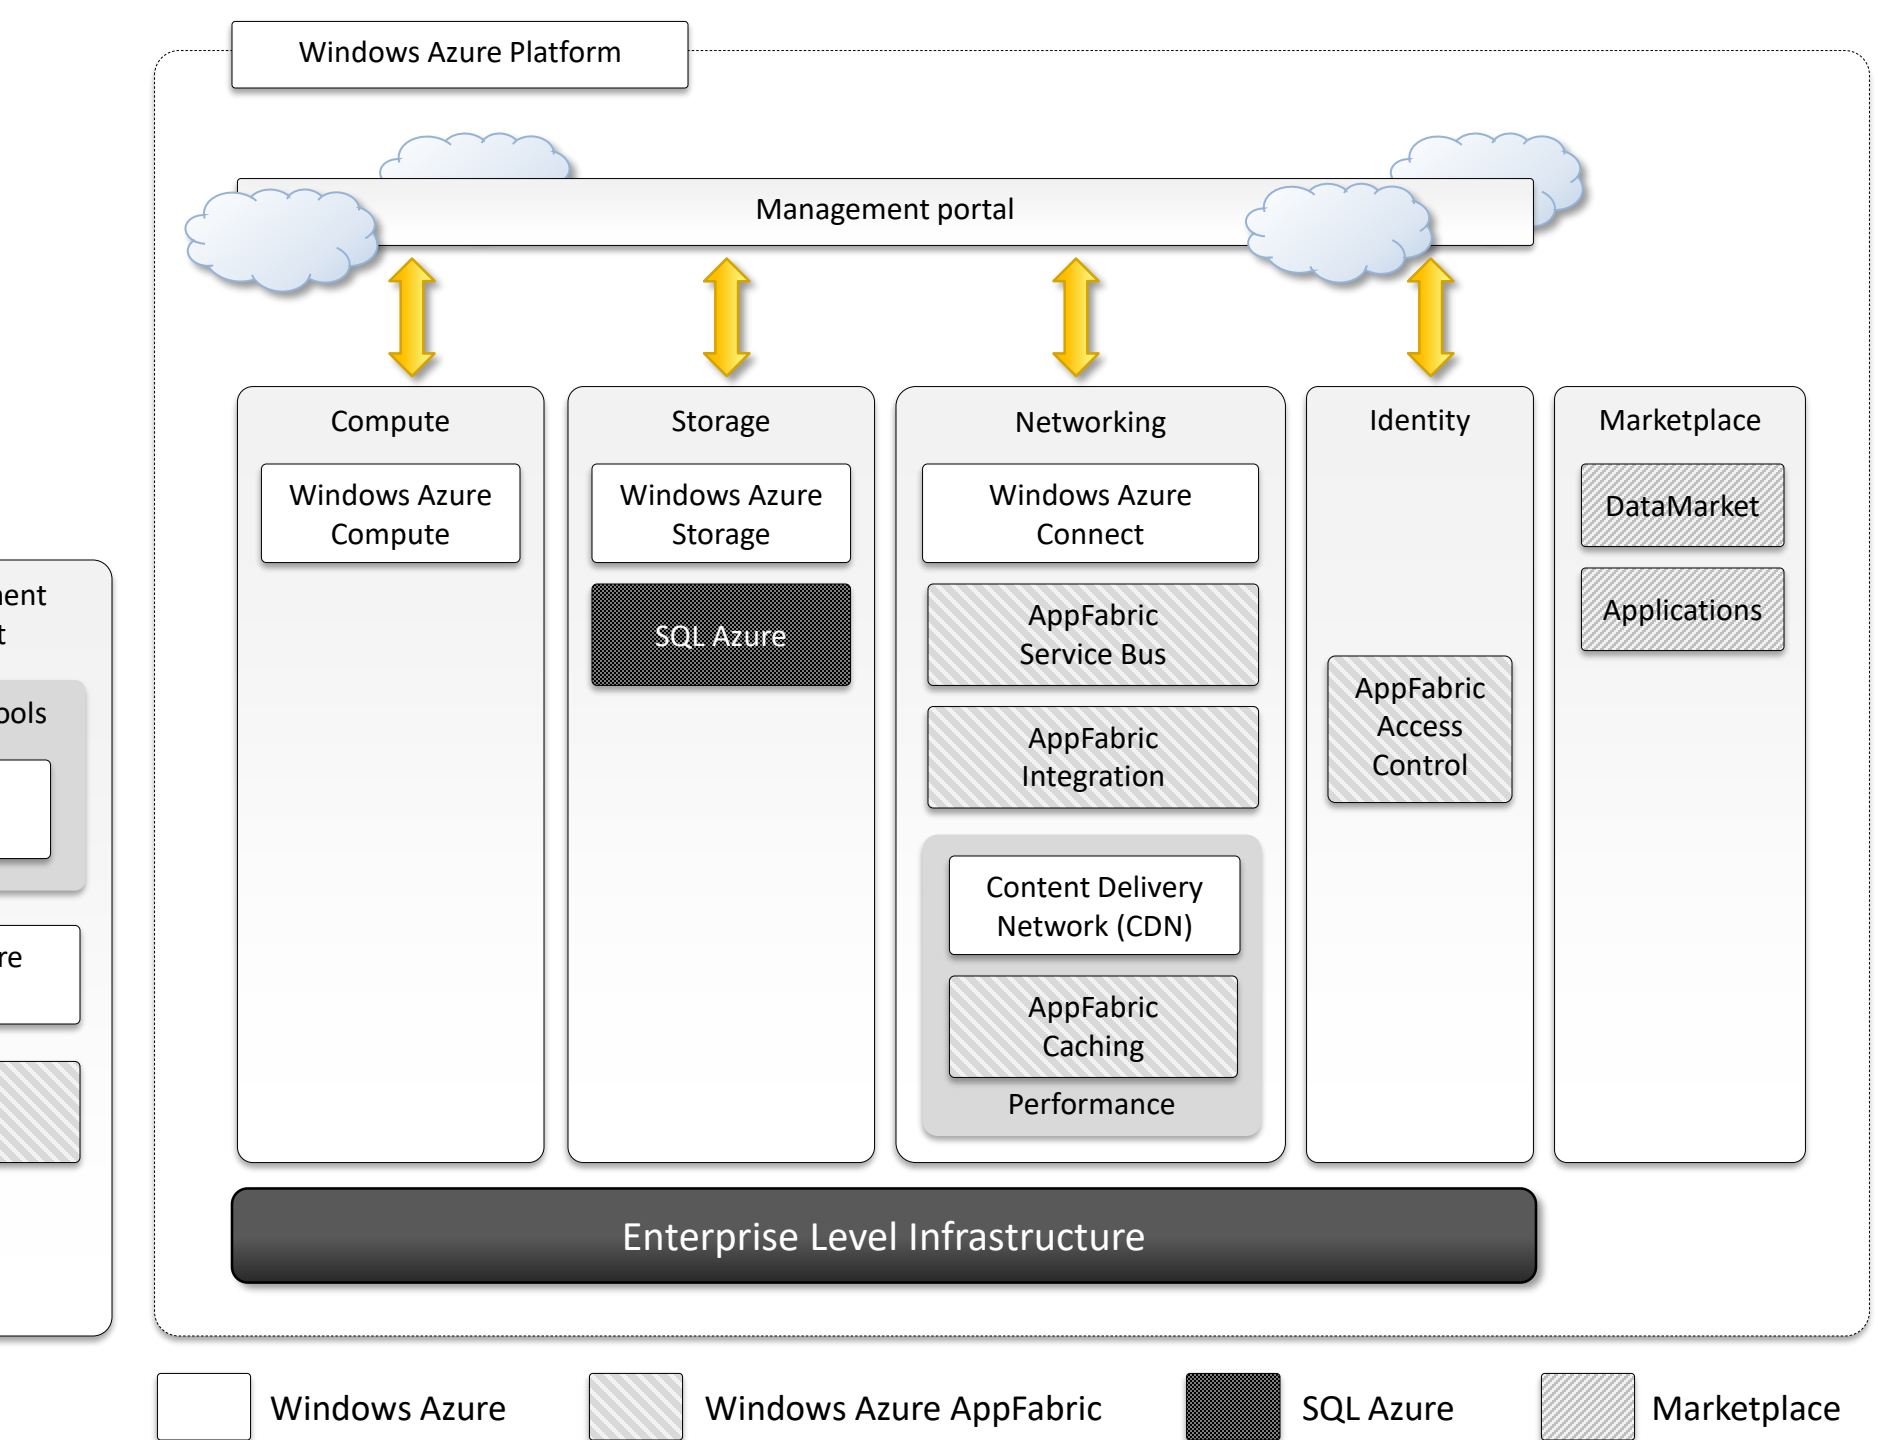 Windows Azure Platform
Management portal
Compute
Windows Azure
Compute
Storage
Windows Azure
Storage
SQL Azure
Networking
Windows Azure
Connect
AppFabric
Service Bus
AppFabric
Integration
Content Delivery
Network (CDN)
AppFabric
Caching
Performance
Identity
AppFabric
Access
Control
Marketplace
DataMarket
Applications
Enterprise Level Infrastructure
Windows Azure
Windows Azure AppFabric
SQL Azure
Marketplace